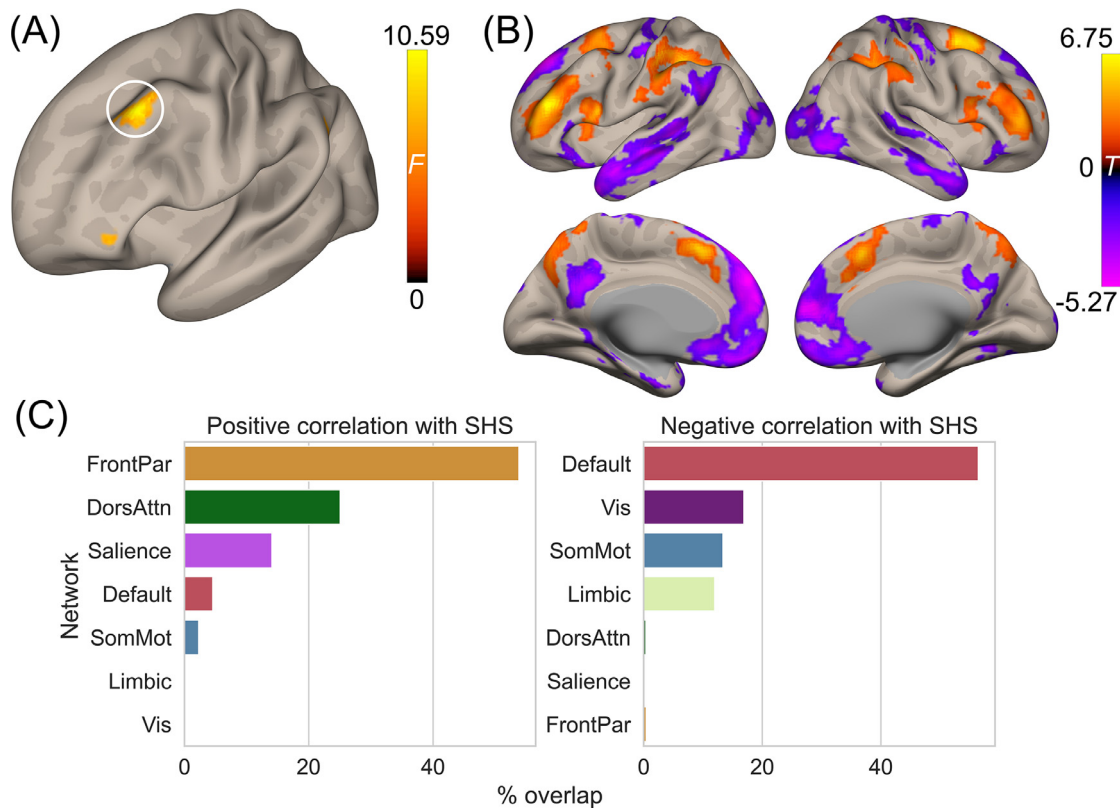 (A)
10.59
F
0
(B)
6.75
0
T
-5.27
(C)
Positive correlation with SHS
Network
FrontPar
DorsAttn
Salience
Default
SomMot
Limbic
Vis
0
20
40
Negative correlation with SHS
Default
Vis
SomMot
Limbic
DorsAttn
Salience
FrontPar
0
20
40
% overlap